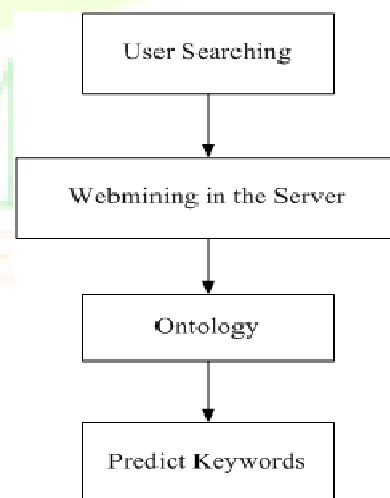 User Searching
Webmining in the Server
Ontology
Predict Keywords